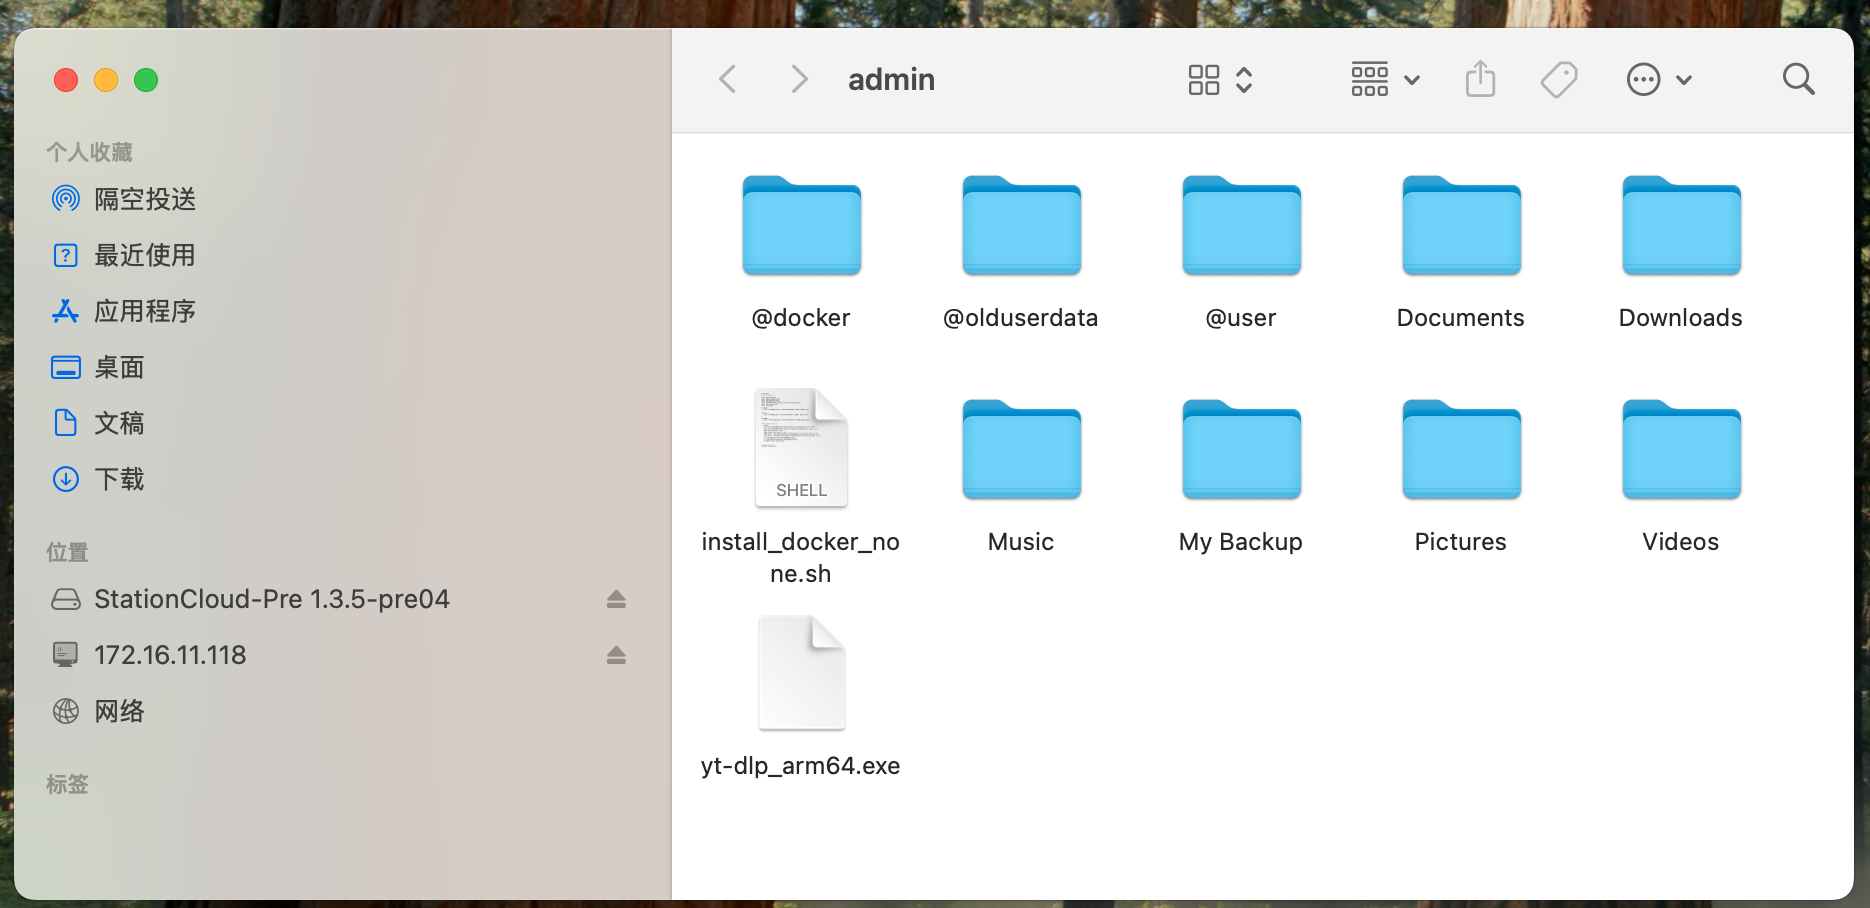 admin
个人收藏
隔空投送
最近使用
应用程序
桌面
文稿
下载
位置
StationCloud-Pre 1.3.5-pre04
172.16.11.118
网络
标签
@docker
@olduserdata
@user
Documents
Downloads
SHELL
install_docker_no
ne.sh
Music
My Backup
Pictures
Videos
yt-dlp_arm64.exe